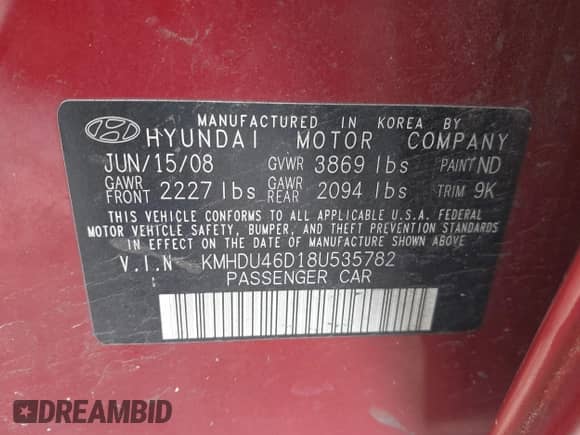 MANUFACTURED IN KOREA BY
HYUNDAI MOTOR COMPANY
JUN/15/08 GVWR 3869 lbs PAINT ND
GAWR FRONT 2227 lbs GAWR REAR 2094 lbs TRIM 9K
THIS VEHICLE CONFORMS TO ALL APPLICABLE U.S.A. FEDERAL
MOTOR VEHICLE SAFETY, BUMPER, AND THEFT PREVENTION STANDARDS
IN EFFECT ON THE DATE OF MANUFACTURE SHOWN ABOVE
V.I.N KMHDU46D18U535782
PASSENGER CAR
DREAMBID